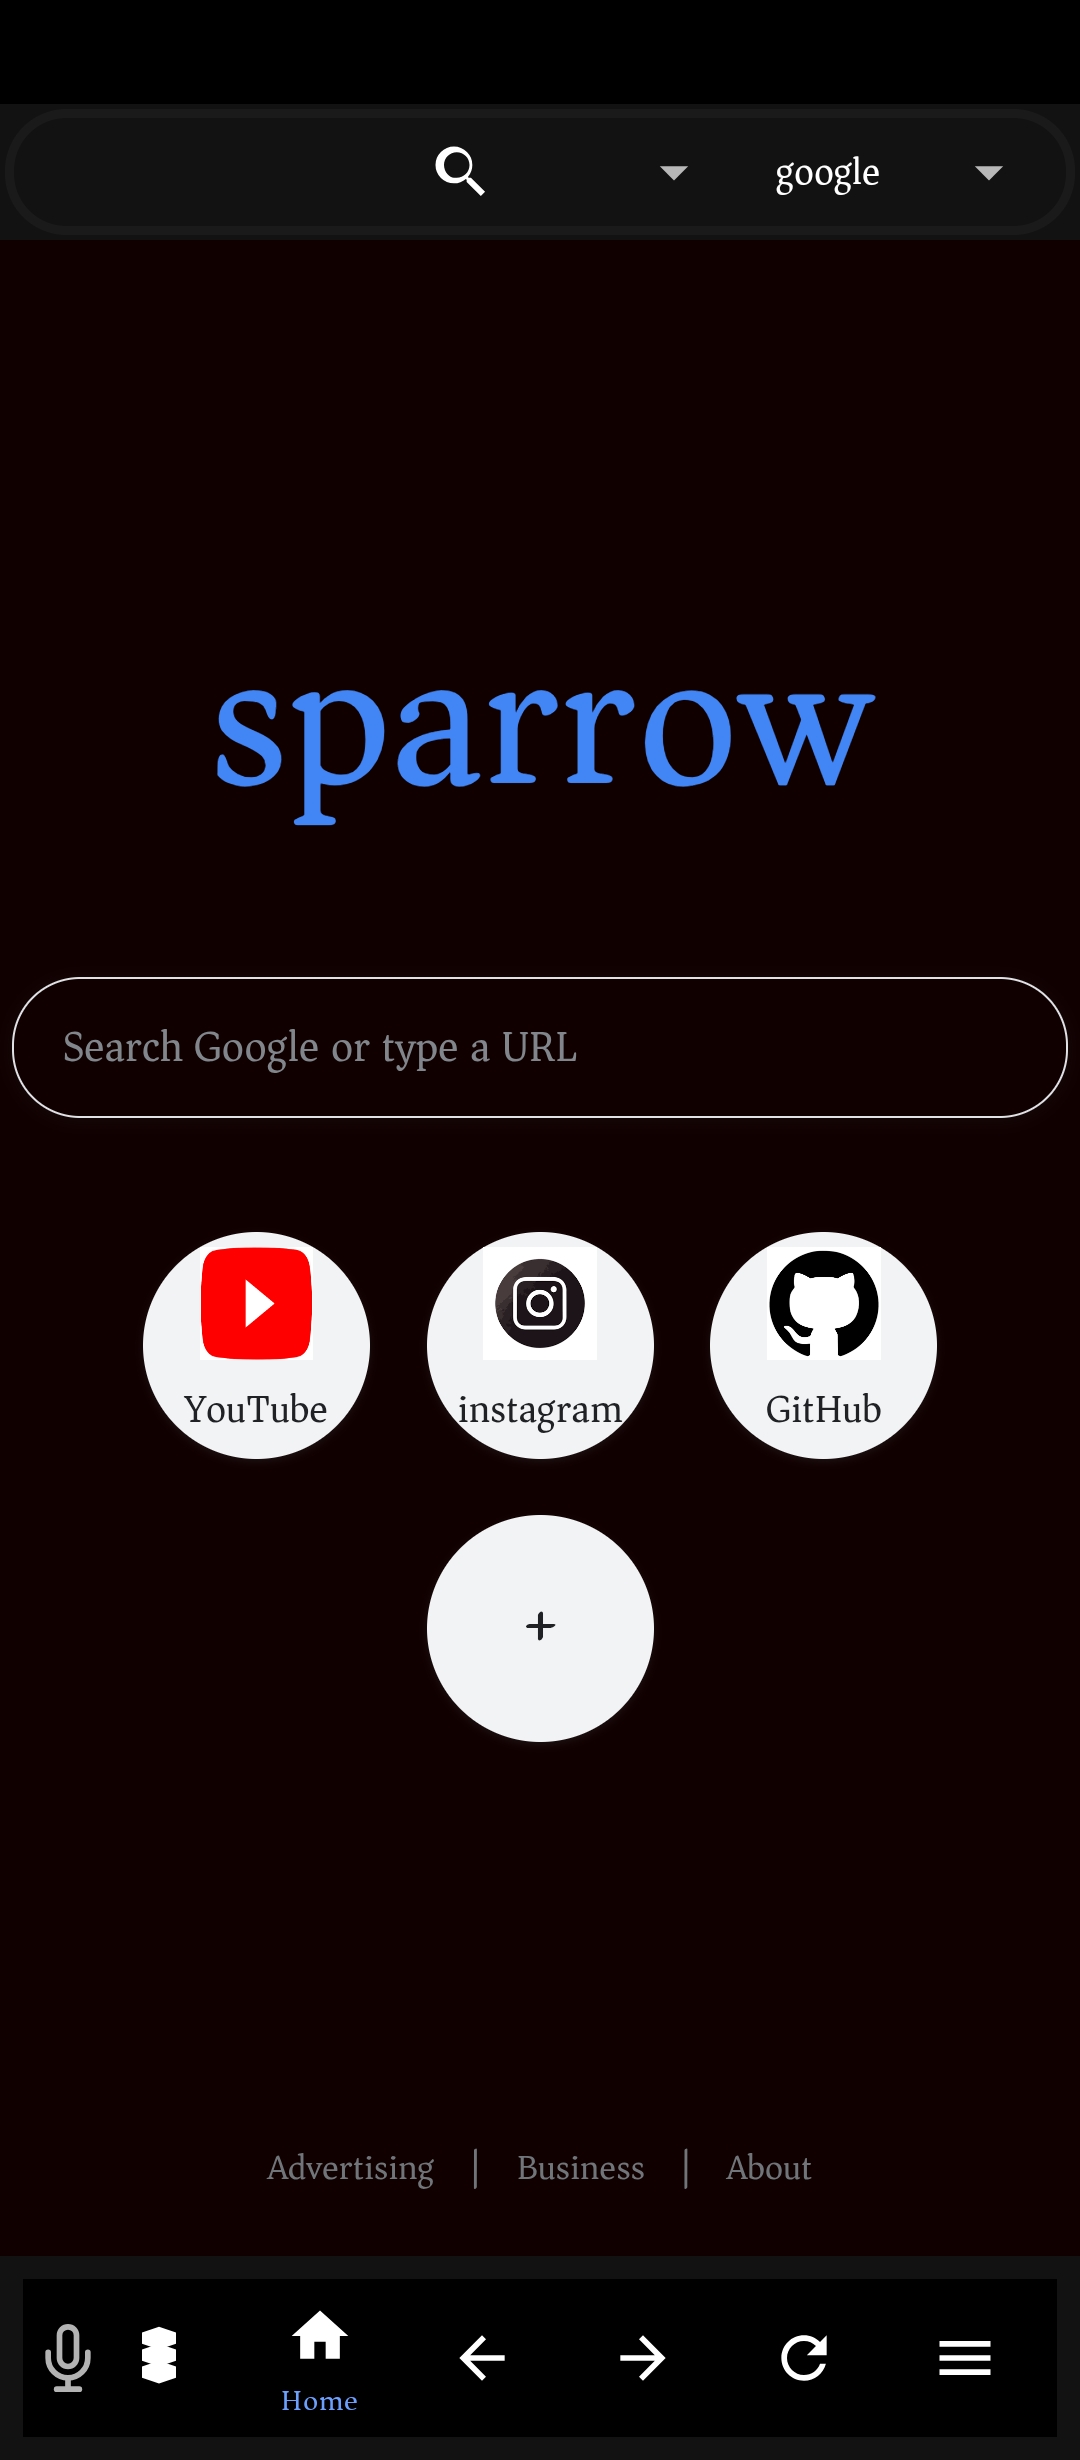 google
sparrow
Search Google or type a URL
YouTube instagram GitHub
+
Advertising | Business | About
Home